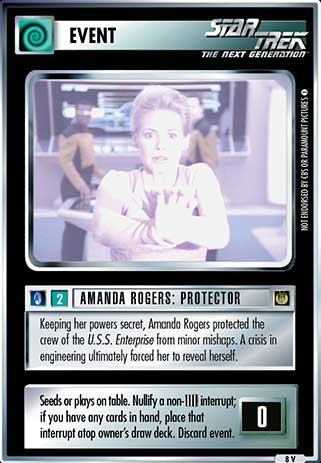 EVENT
STAR TREK
THE NEXT GENERATION
NOT ENDORSED BY CBS OR PARAMOUNT PICTURES
2 AMANDA ROGERS: PROTECTOR
Keeping her powers secret, Amanda Rogers protected the
crew of the U.S.S. Enterprise from minor mishaps. A crisis in
engineering ultimately forced her to reveal herself.
Seeds or plays on table. Nullify a non- interrupt;
if you have any cards in hand, place that
interrupt atop owner's draw deck. Discard event.
0
8 V